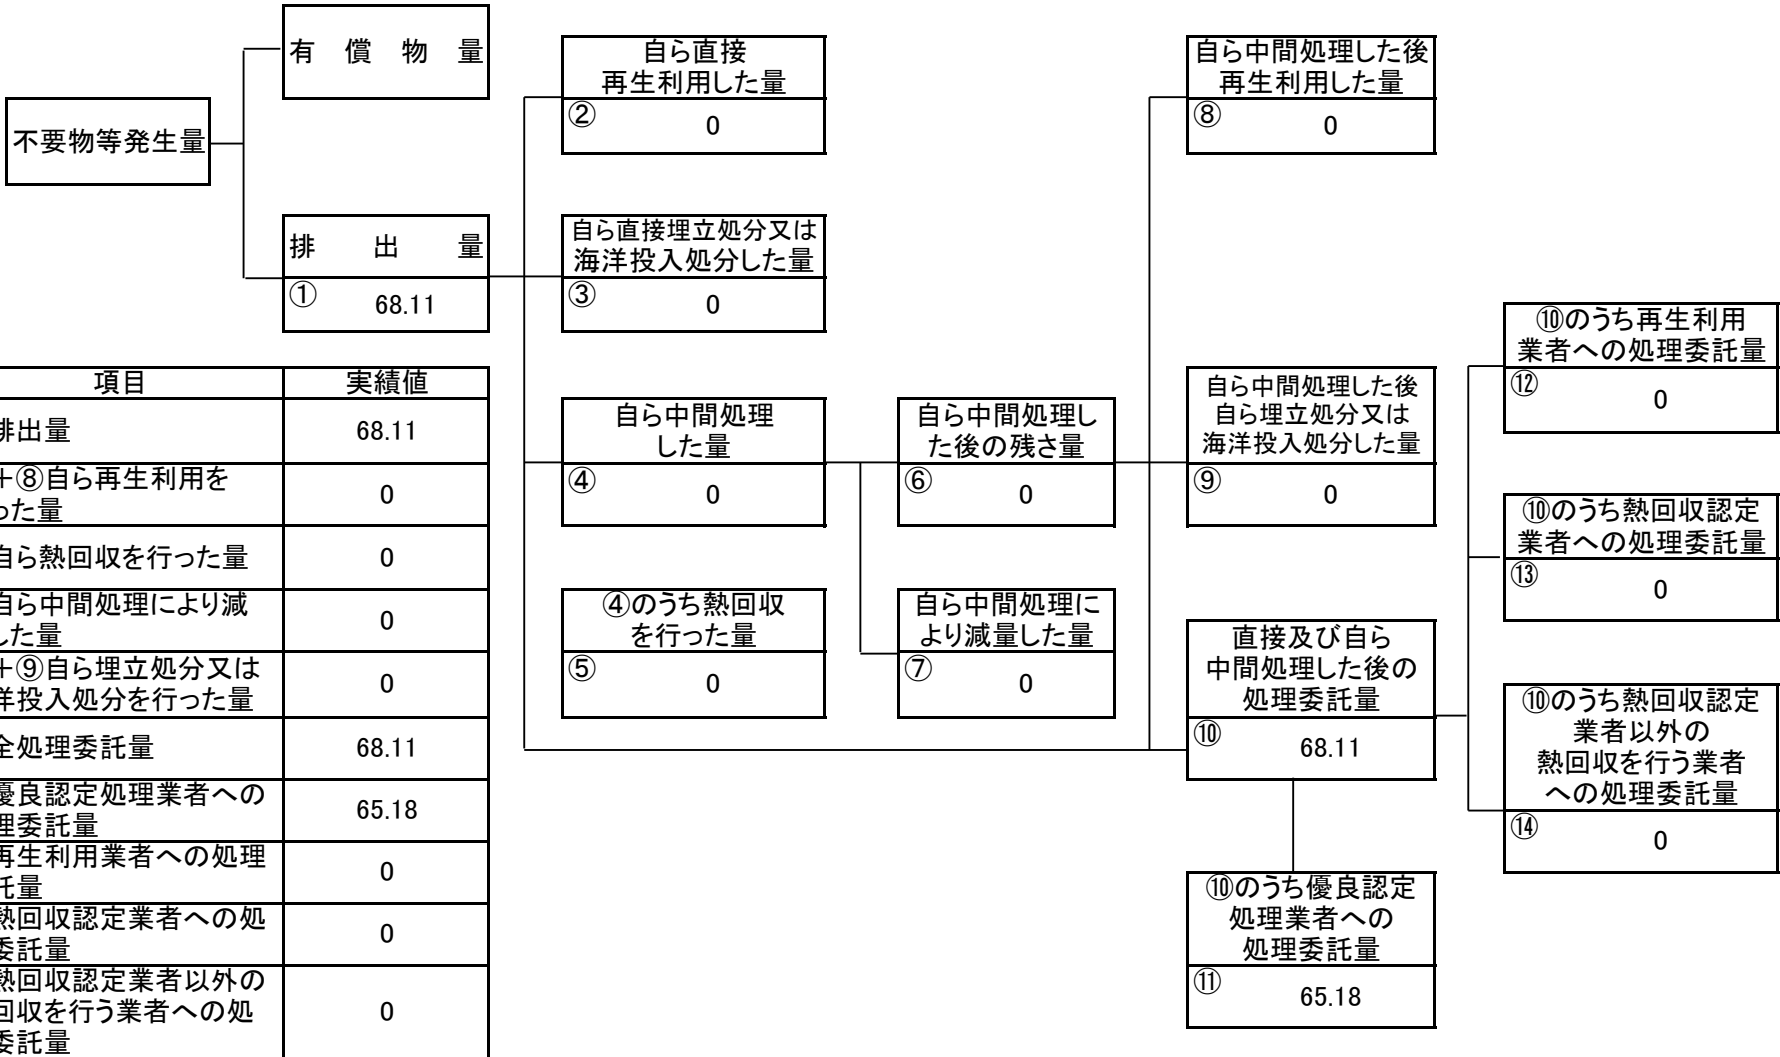 有償物量
不要物等発生量
排出量
①
68.11
自ら直接
再生利用した量
②
0
自ら直接埋立処分又は
海洋投入処分した量
③
0
自ら中間処理
した量
④
0
④のうち熱回収
を行った量
⑤
0
自ら中間処理し
た後の残さ量
⑥
0
自ら中間処理に
より減量した量
⑦
0
自ら中間処理した後
再生利用した量
⑧
0
自ら中間処理した後
自ら埋立処分又は
海洋投入処分した量
⑨
0
直接及び自ら
中間処理した後の
処理委託量
⑩
68.11
⑩のうち優良認定
処理業者への
処理委託量
⑪
65.18
⑩のうち再生利用
業者への処理委託量
⑫
0
⑩のうち熱回収認定
業者への処理委託量
⑬
0
⑩のうち熱回収認定
業者以外の
熱回収を行う業者
への処理委託量
⑭
0
項目 実績値
排出量 68.11
+⑧自ら再生利用を
った量
0
自ら熱回収を行った量 0
自ら中間処理により減
した量
0
+⑨自ら埋立処分又は
洋投入処分を行った量
0
全処理委託量 68.11
優良認定処理業者への
理委託量
65.18
再生利用業者への処理
託量
0
熱回収認定業者への処
委託量
0
熱回収認定業者以外の
回収を行う業者への処
委託量
0